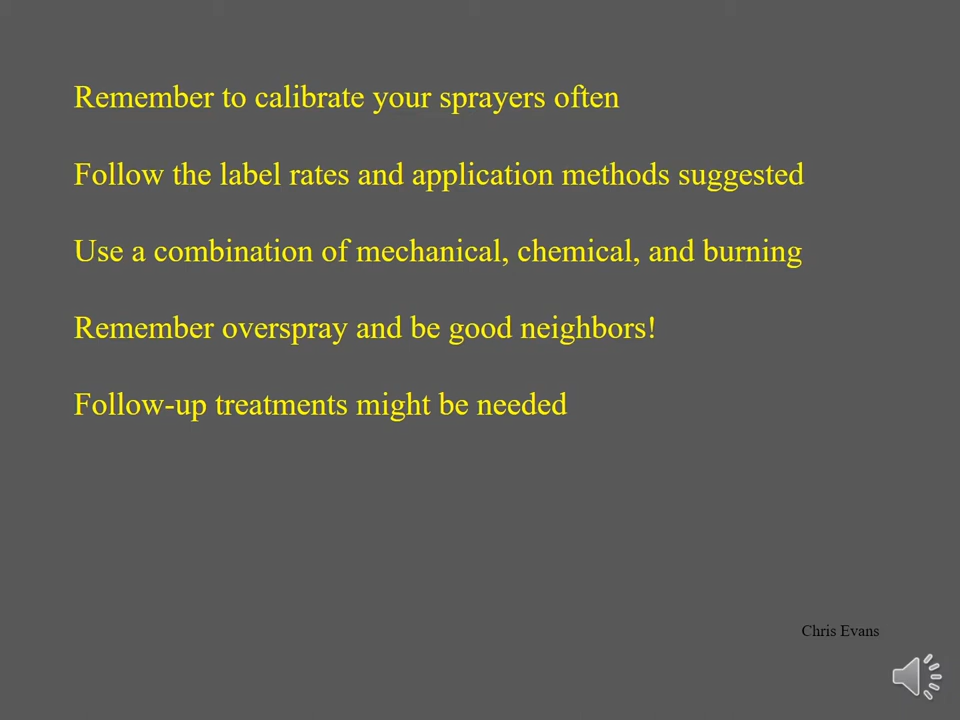 Remember to calibrate your sprayers often
Follow the label rates and application methods suggested
Use a combination of mechanical, chemical, and burning
Remember overspray and be good neighbors!
Follow-up treatments might be needed
Chris Evans